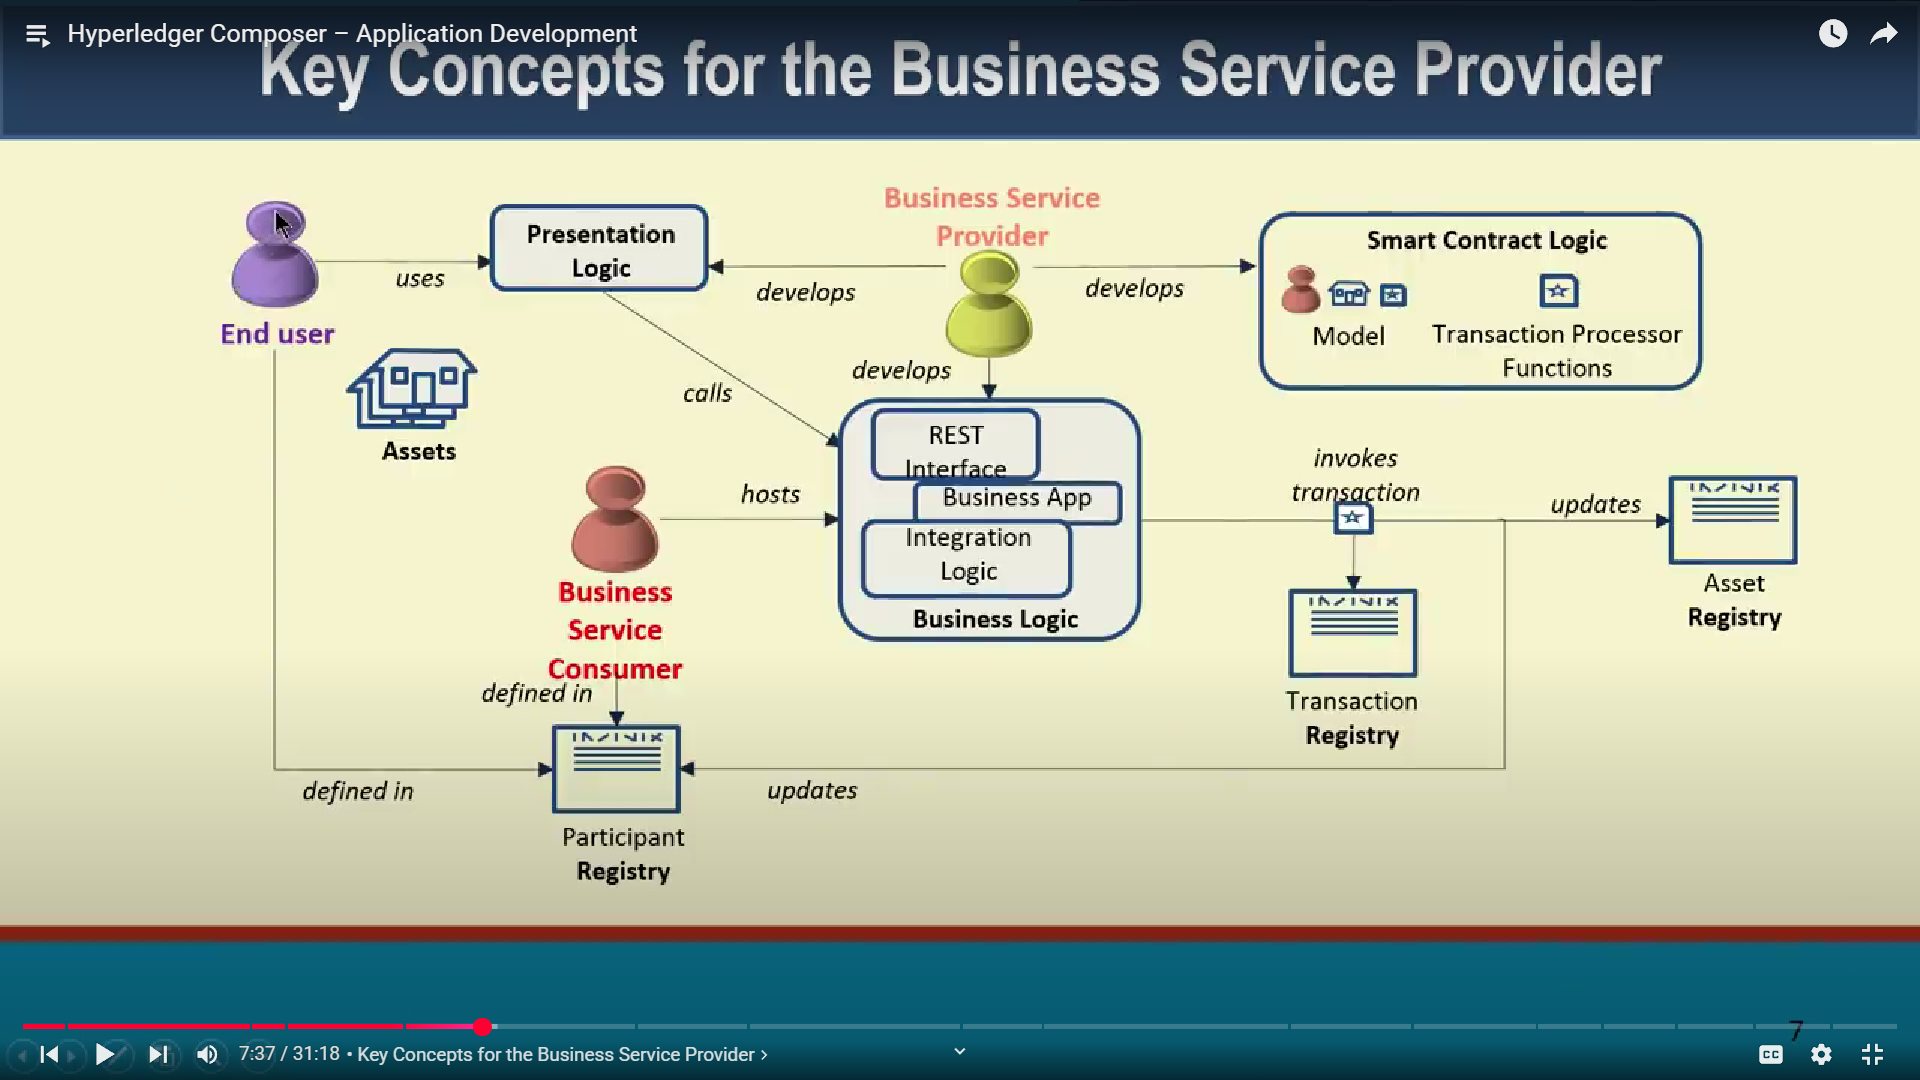 Hyperledger Composer – Application Development
Key Concepts for the Business Service Provider
Business Service
Provider
Presentation
Logic
uses
develops
develops
End user
Smart Contract Logic
Model
Transaction Processor
Functions
Assets
calls
develops
REST
Interface
Business App
Integration
Logic
Business Logic
hosts
invokes
transaction
updates
Asset
Registry
Business
Service
Consumer
defined in
Transaction
Registry
defined in
updates
Participant
Registry
7
7:37 / 31:18 • Key Concepts for the Business Service Provider ›
CC